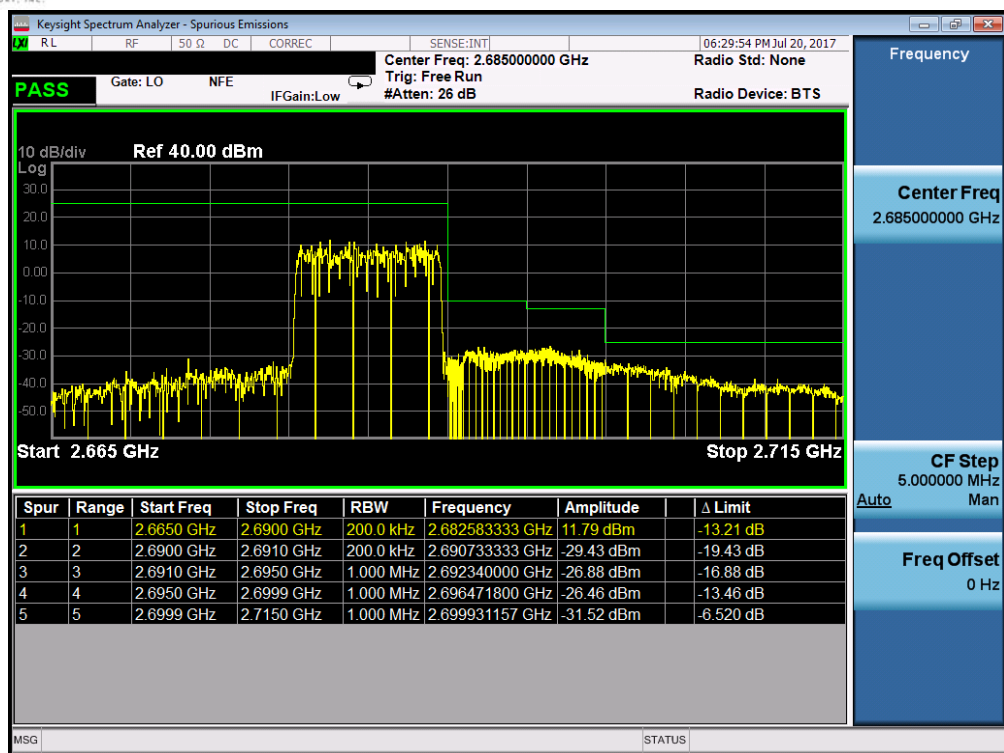 Keysight Spectrum Analyzer - Spurious Emissions
LXI RL RF 50 Ω DC CORREC SENSE:INT 06:29:54 PM Jul 20, 2017
Center Freq: 2.685000000 GHz Radio Std: None
PASS Gate: LO NFE Trig: Free Run
IFGain:Low #Atten: 26 dB Radio Device: BTS
10 dB/div Ref 40.00 dBm
Log
30.0
20.0
10.0
0.00
-10.0
-20.0
-30.0
-40.0
-50.0
Start 2.665 GHz Stop 2.715 GHz
Spur Range Start Freq Stop Freq RBW Frequency Amplitude Δ Limit
1 1 2.6650 GHz 2.6900 GHz 200.0 kHz 2.682583333 GHz 11.79 dBm -13.21 dB
2 2 2.6900 GHz 2.6910 GHz 200.0 kHz 2.690733333 GHz -29.43 dBm -19.43 dB
3 3 2.6910 GHz 2.6950 GHz 1.000 MHz 2.692340000 GHz -26.88 dBm -16.88 dB
4 4 2.6950 GHz 2.6999 GHz 1.000 MHz 2.696471800 GHz -26.46 dBm -13.46 dB
5 5 2.6999 GHz 2.7150 GHz 1.000 MHz 2.699931157 GHz -31.52 dBm -6.520 dB
MSG STATUS
Frequency
Center Freq
2.685000000 GHz
CF Step
5.000000 MHz
Auto Man
Freq Offset
0 Hz